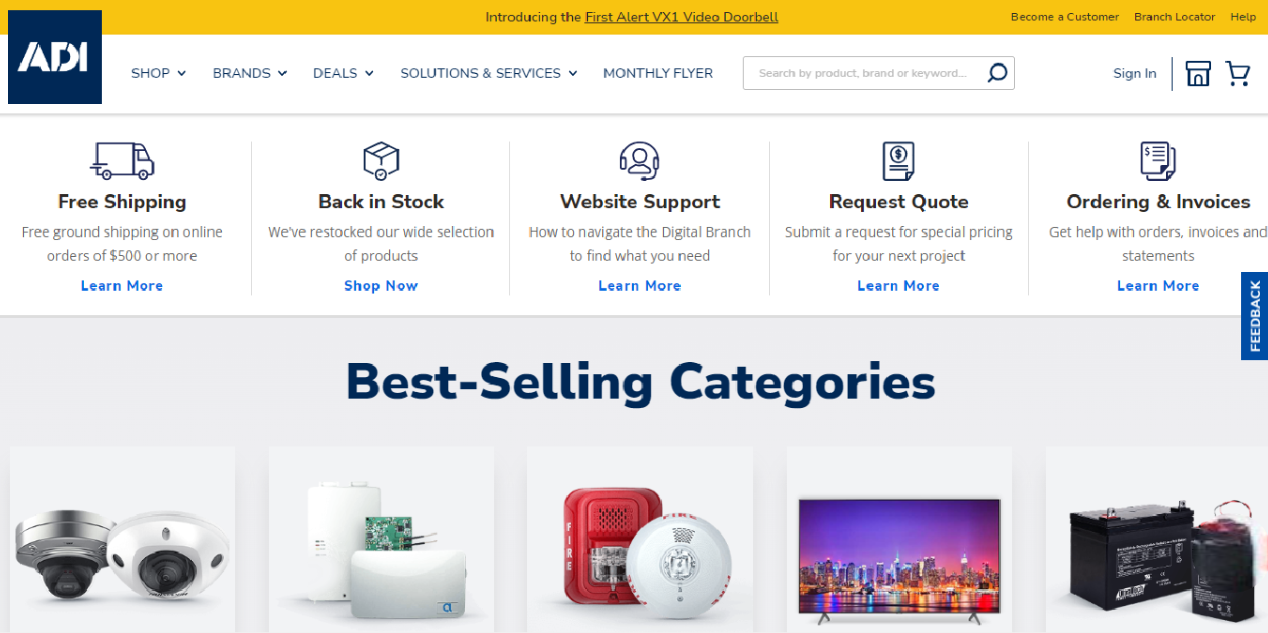 Introducing the First Alert VX1 Video Doorbell
Become a Customer Branch Locator Help
ADI
SHOP BRANDS DEALS SOLUTIONS & SERVICES MONTHLY FLYER
Search by product, brand or keyword...
Sign In
Free Shipping
Free ground shipping on online
orders of $500 or more
Learn More
Back in Stock
We've restocked our wide selection
of products
Shop Now
Website Support
How to navigate the Digital Branch
to find what you need
Learn More
Request Quote
Submit a request for special pricing
for your next project
Learn More
Ordering & Invoices
Get help with orders, invoices and
statements
Learn More
FEEDBACK
Best-Selling Categories
FIRE
FIRE